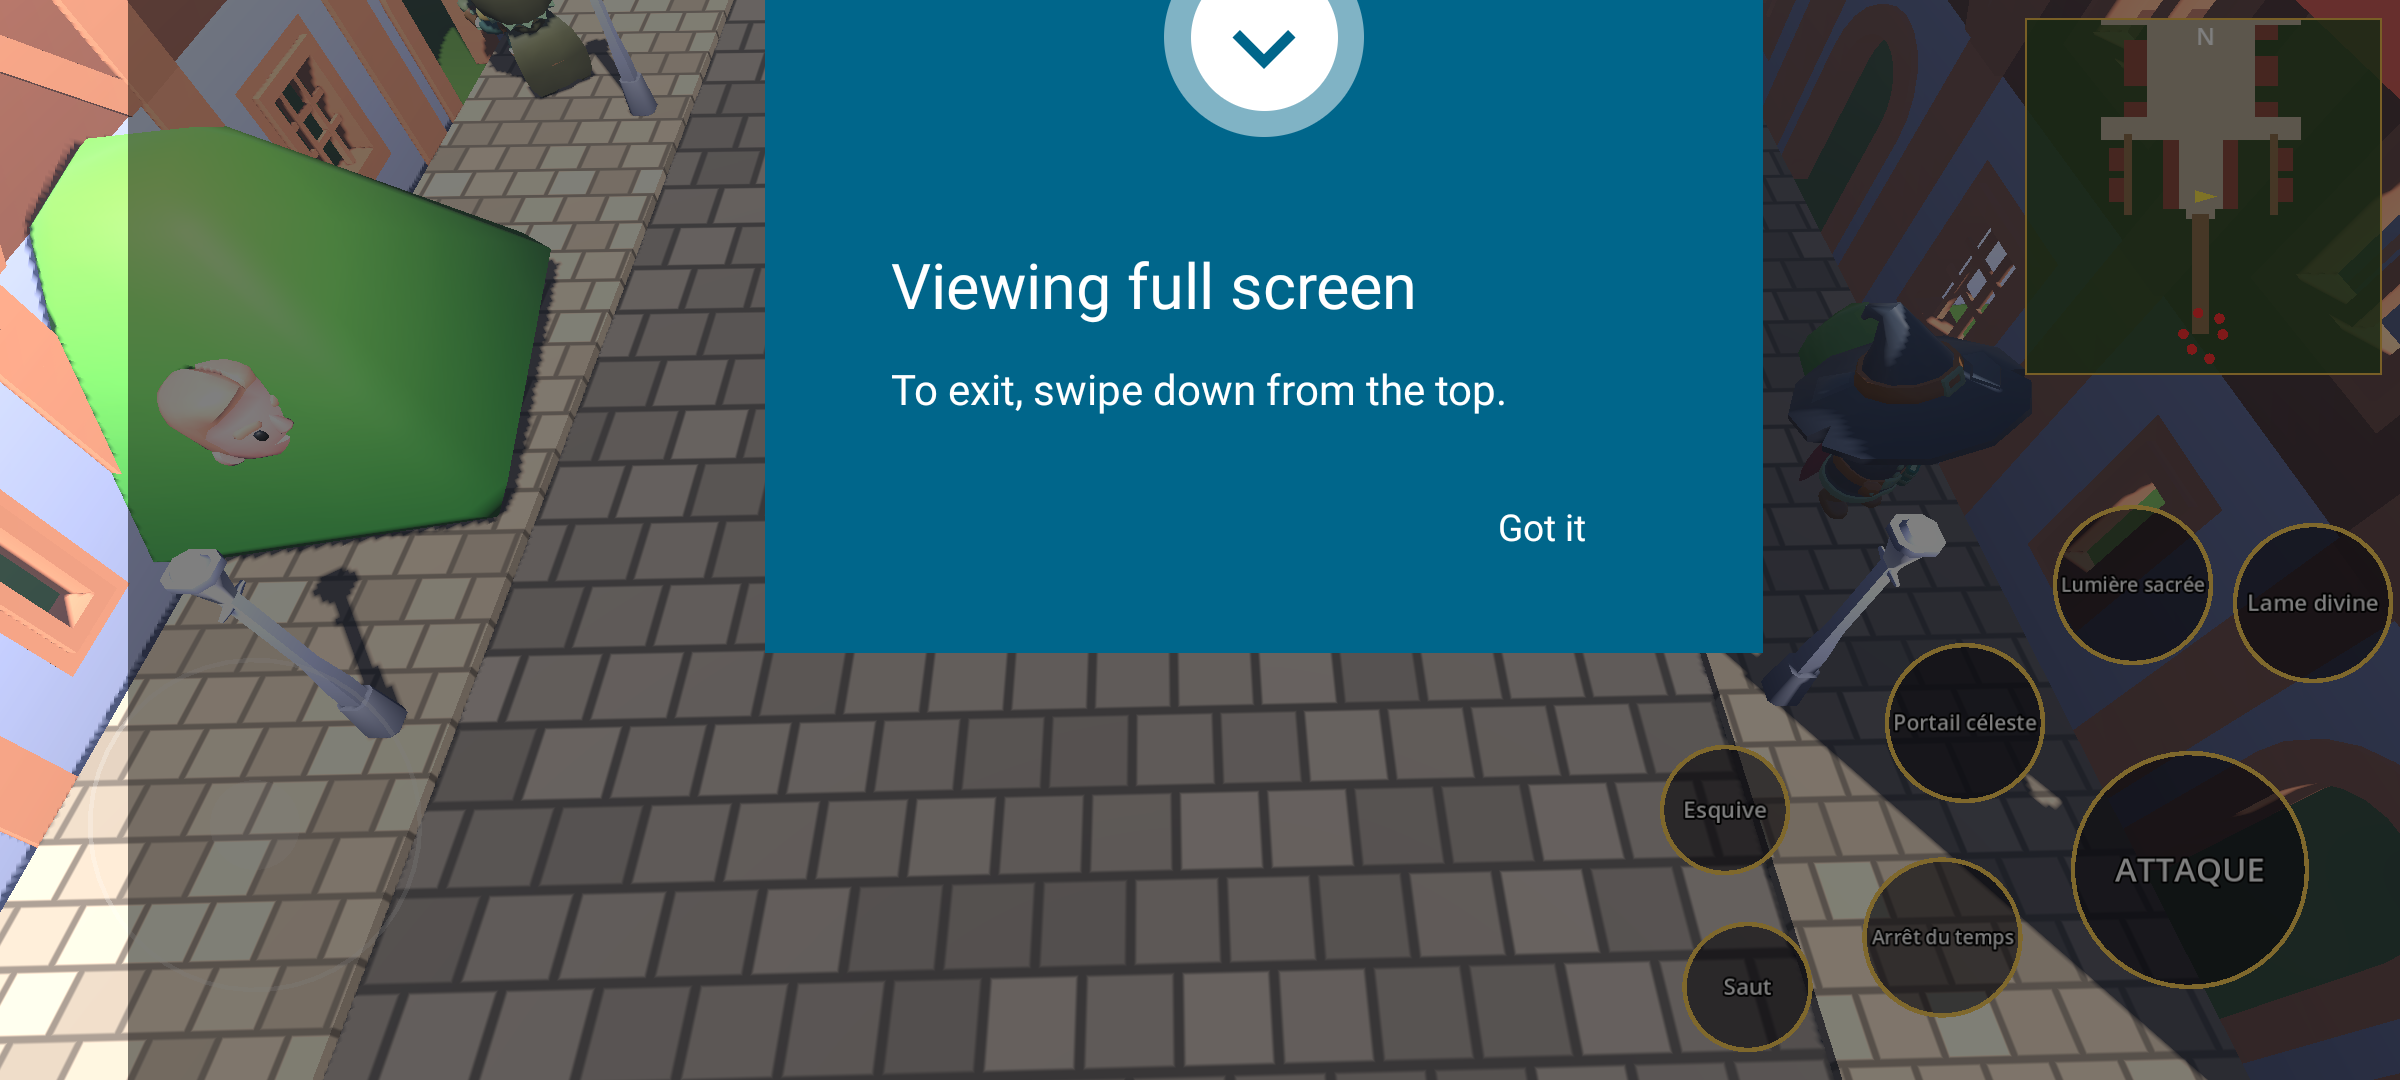 N
Viewing full screen
To exit, swipe down from the top.
Got it
Lumière sacrée
Lame divine
Portail céleste
Esquive
ATTAQUE
Arrêt du temps
Saut